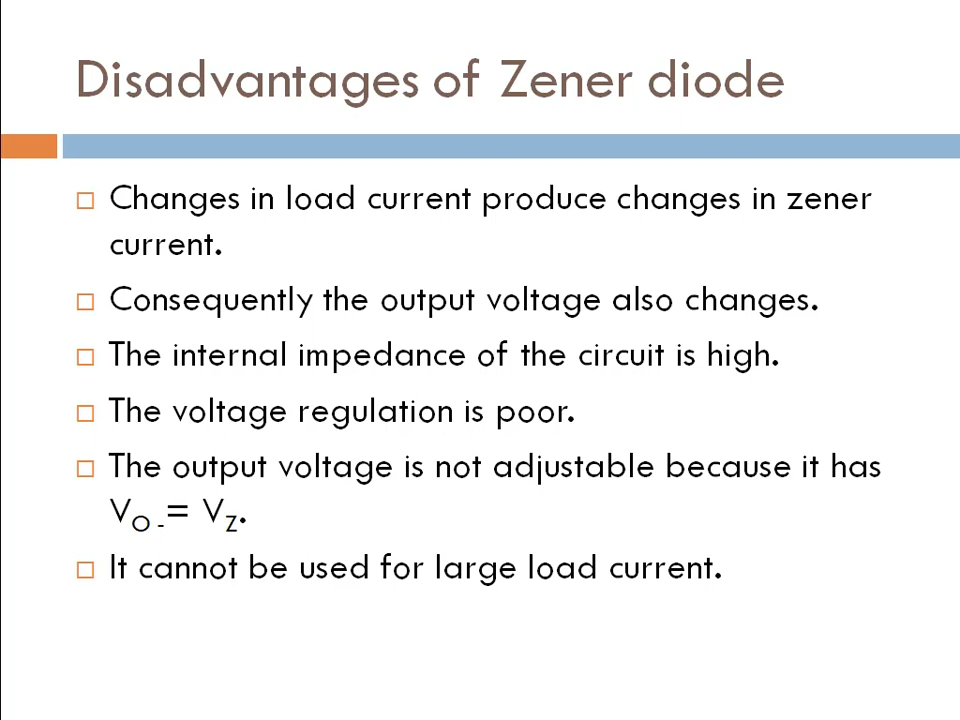 Disadvantages of Zener diode
Changes in load current produce changes in zener
current.
Consequently the output voltage also changes.
The internal impedance of the circuit is high.
The voltage regulation is poor.
The output voltage is not adjustable because it has
VO -= VZ.
It cannot be used for large load current.